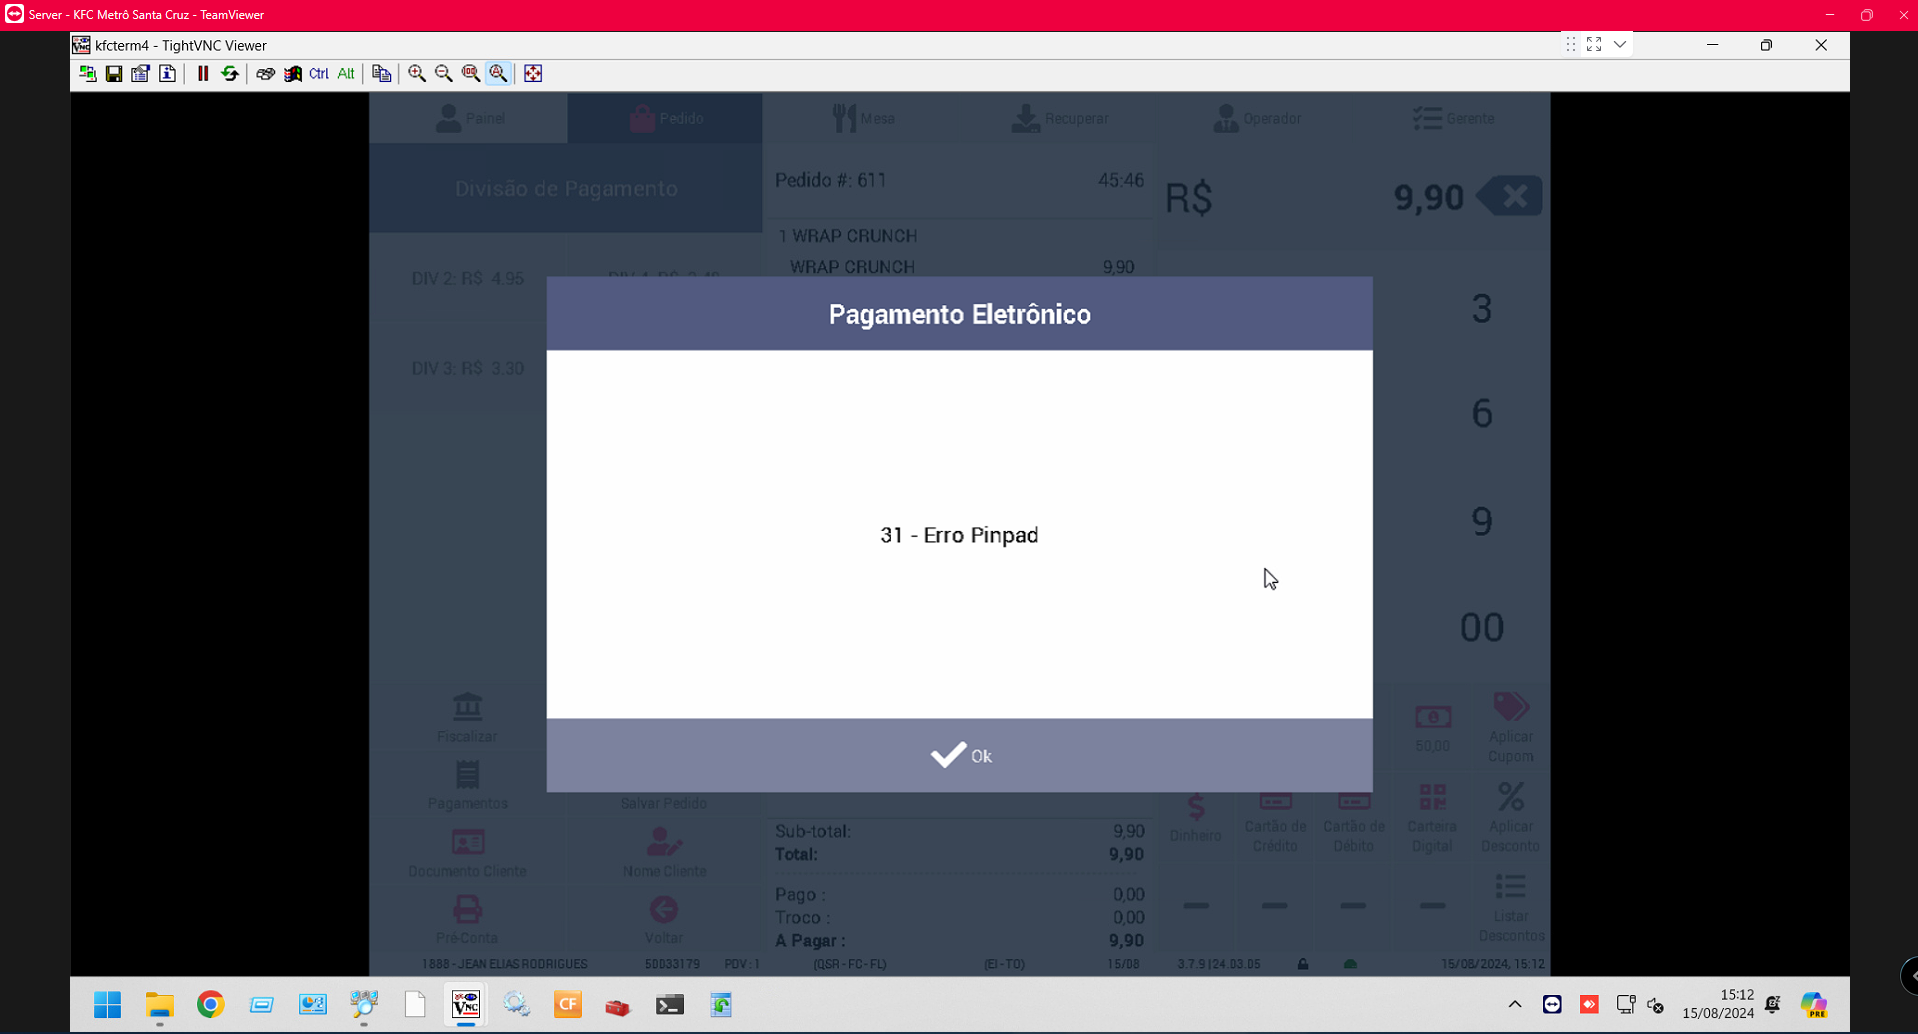 Server - KFC Metrô Santa Cruz - TeamViewer
kfcterm4 - TightVNC Viewer
Ctrl Alt
Painel Pedido Mesa Recuperar Operador Gerente
Divisão de Pagamento
Pedido #: 611 45:46
R$ 9,90
1 WRAP CRUNCH
WRAP CRUNCH 9,90
DIV 2: R$ 4.95
DIV 3: R$ 3.30
Pagamento Eletrônico
31 - Erro Pinpad
Ok
3
6
9
00
Fiscalizar
Pagamentos
Salvar Pedido
Documento Cliente
Nome Cliente
Pré-Conta
Voltar
Sub-total: 9,90
Total: 9,90
Pago : 0,00
Troco : 0,00
A Pagar : 9,90
50,00
Aplicar
Cupom
Dinheiro
Cartão de
Crédito
Cartão de
Débito
Carteira
Digital
Aplicar
Desconto
Listar
Descontos
1888 - JEAN ELIAS RODRIGUES 50033179 PDV : 1 (QSR - FC - FL) (EI - TO) 15/08 3.7.9 | 24.03.05 15/08/2024, 15:12
CF
VNC
15:12
15/08/2024
PRE